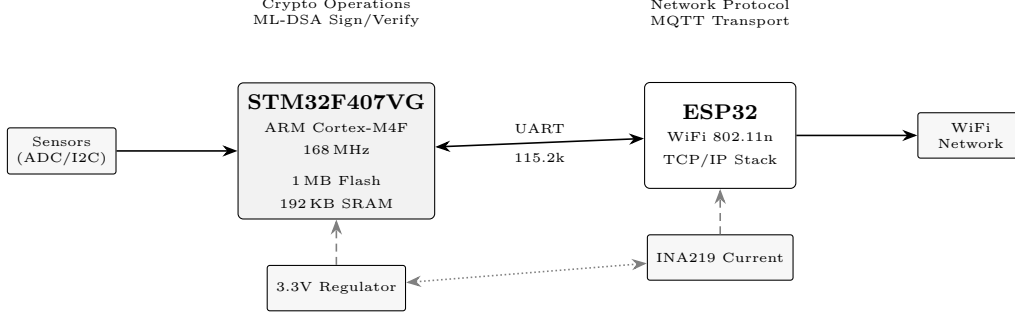 Crypto Operations
ML-DSA Sign/Verify
Network Protocol
MQTT Transport
Sensors
(ADC/I2C)
STM32F407VG
ARM Cortex-M4F
168 MHz
1 MB Flash
192 KB SRAM
UART
115.2k
ESP32
WiFi 802.11n
TCP/IP Stack
WiFi
Network
3.3V Regulator
INA219 Current